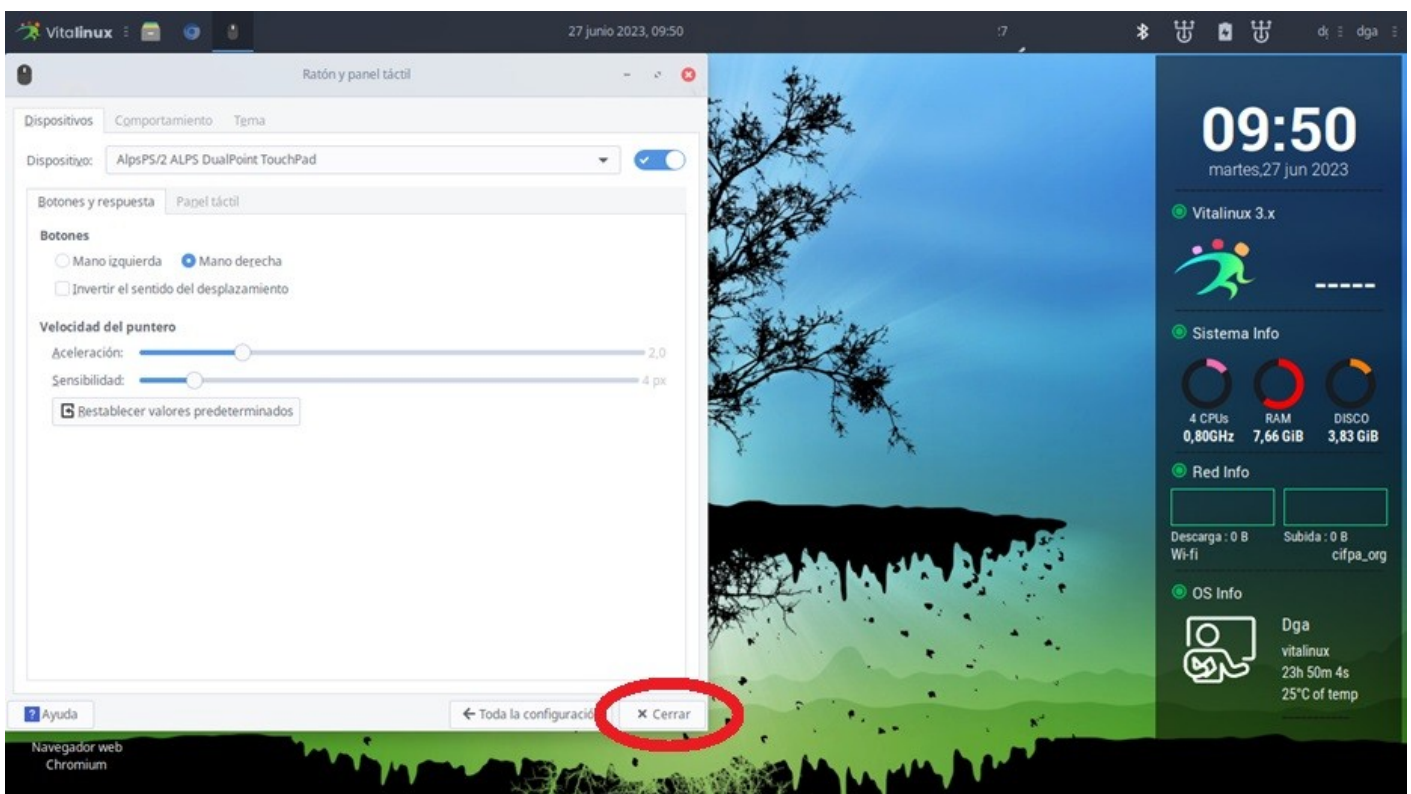 Vitalinux
27 junio 2023, 09:50
:7
dga
Ratón y panel táctil
Dispositivos Comportamiento Tema
Dispositivo: AlpsPS/2 ALPS DualPoint TouchPad
Botones y respuesta Panel táctil
Botones
Mano izquierda Mano derecha
Invertir el sentido del desplazamiento
Velocidad del puntero
Aceleración: 2,0
Sensibilidad: 4 px
Restablecer valores predeterminados
? Ayuda
Toda la configuració
Cerrar
Navegador web
Chromium
09:50
martes,27 jun 2023
Vitalinux 3.x
-----
Sistema Info
4 CPUs RAM DISCO
0,80GHz 7,66 GiB 3,83 GiB
Red Info
Descarga : 0 B Subida : 0 B
Wi-fi cifpa_org
OS Info
Dga
vitalinux
23h 50m 4s
25°C of temp